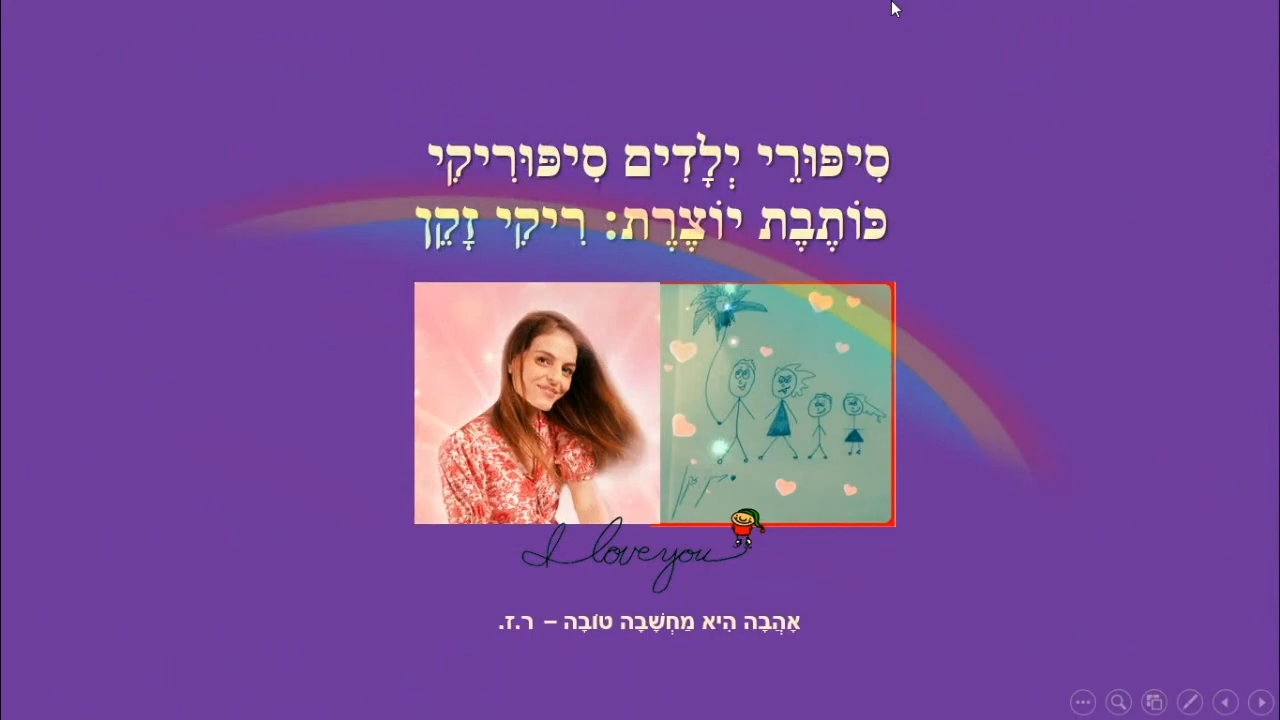 סִיפּוּרֵי יְלָדִים סִיפּוּרִיקִי
כּוֹתֶבֶת יוֹצֶרֶת: רִיקִי זָקֵן
I love you
אַהֲבָה הִיא מַחְשָׁבָה טוֹבָה – ר.ז.